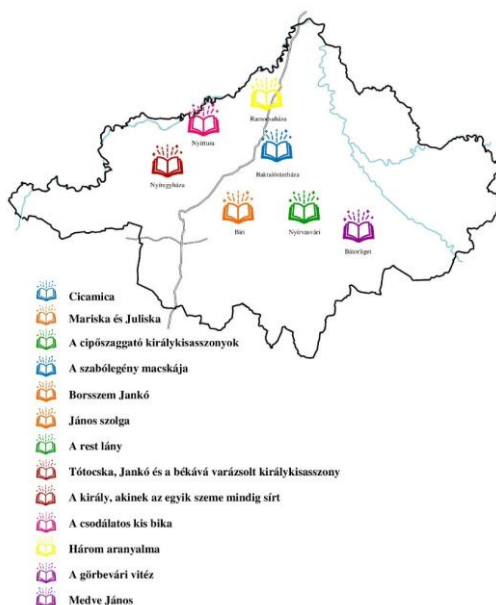 Ramocsaháza
Nyírtura
Baktalórántháza
Nyíregyháza
Biri
Nyírvasvári
Bátorliget
Cicamica
Mariska és Juliska
A cipőszaggató királykisasszonyok
A szabólegény macskája
Borsszem Jankó
János szolga
A rest lány
Tótocska, Jankó és a békává varázsolt királykisasszony
A király, akinek az egyik szeme mindig sírt
A csodálatos kis bika
Három aranyalma
A görbevári vitéz
Medve János